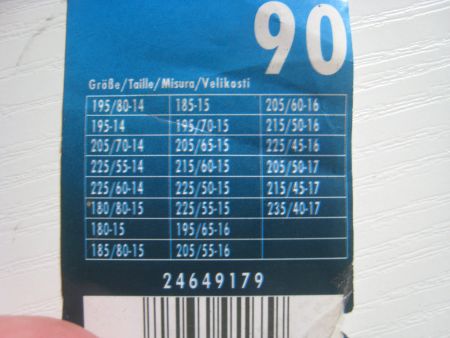 90
Größe/Taille/Misura/Velikosti
195/80-14 185-15 205/60-16
195-14 195/70-15 215/50-16
205/70-14 205/65-15 225/45-16
225/55-14 215/60-15 205/50-17
225/60-14 225/50-15 215/45-17
180/80-15 225/55-15 235/40-17
180-15 195/65-16
185/80-15 205/55-16
24649179